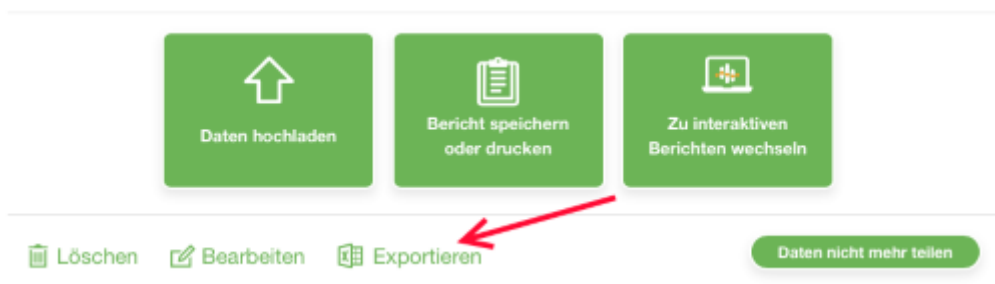 Daten hochladen
Bericht speichern
oder drucken
Zu interaktiven
Berichten wechseln
Löschen
Bearbeiten
Exportieren
Daten nicht mehr teilen